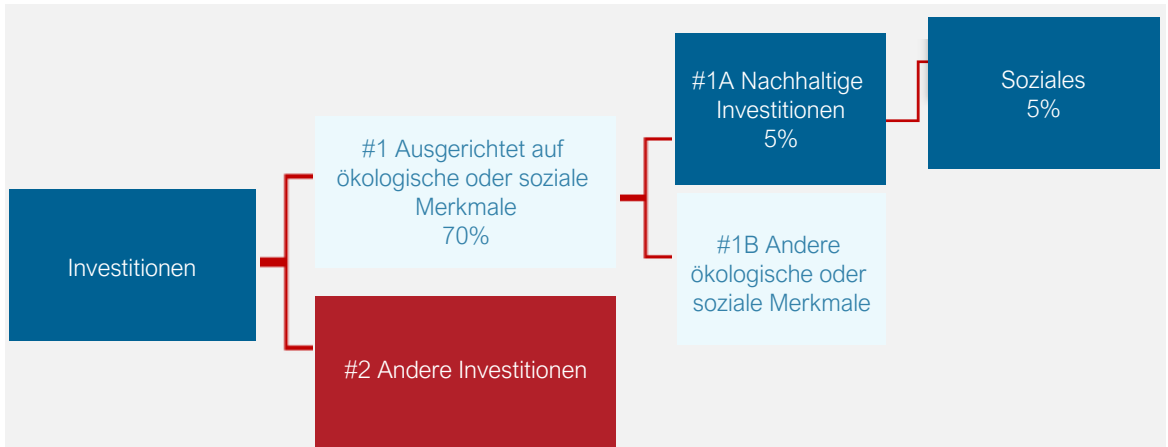 Investitionen
#1 Ausgerichtet auf
ökologische oder soziale
Merkmale
70%
#2 Andere Investitionen
#1A Nachhaltige
Investitionen
5%
#1B Andere
ökologische oder
soziale Merkmale
Soziales
5%